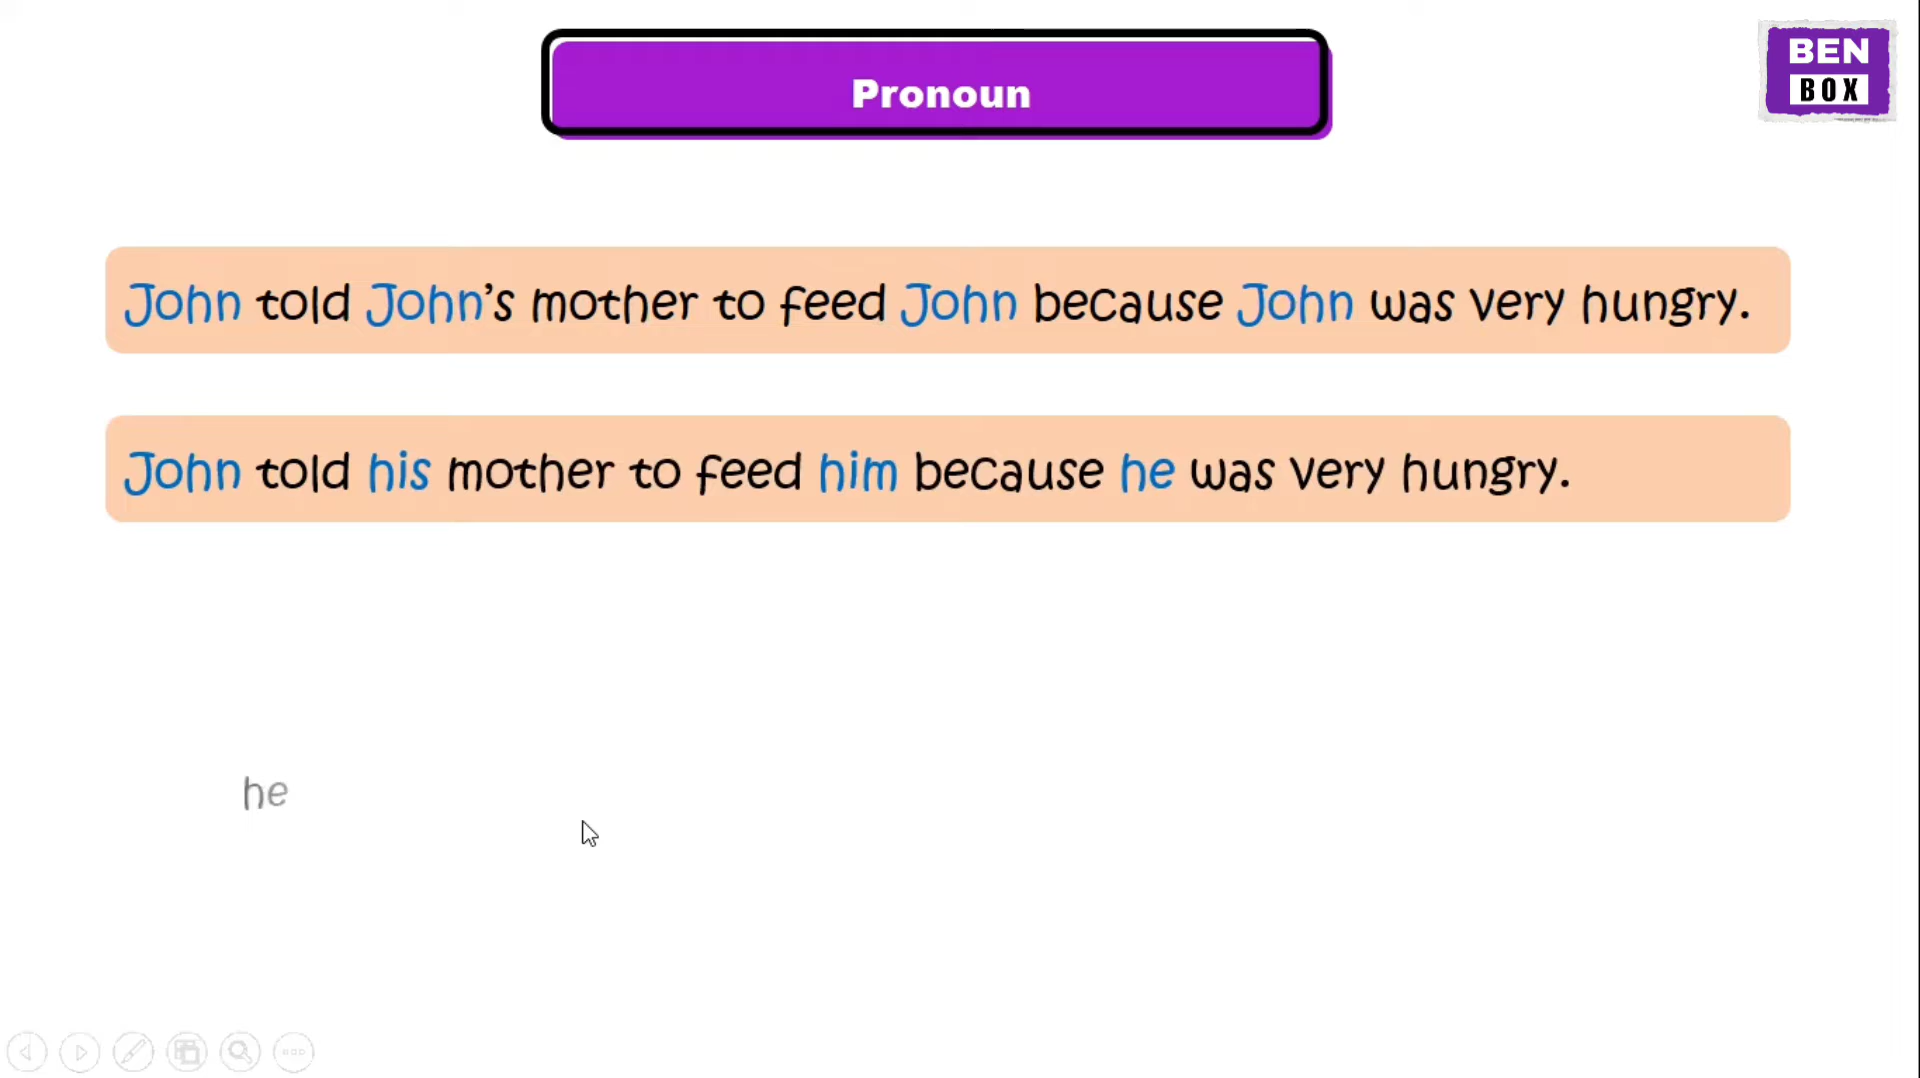 Pronoun
BEN
BOX
John told John’s mother to feed John because John was very hungry.
John told his mother to feed him because he was very hungry.
he